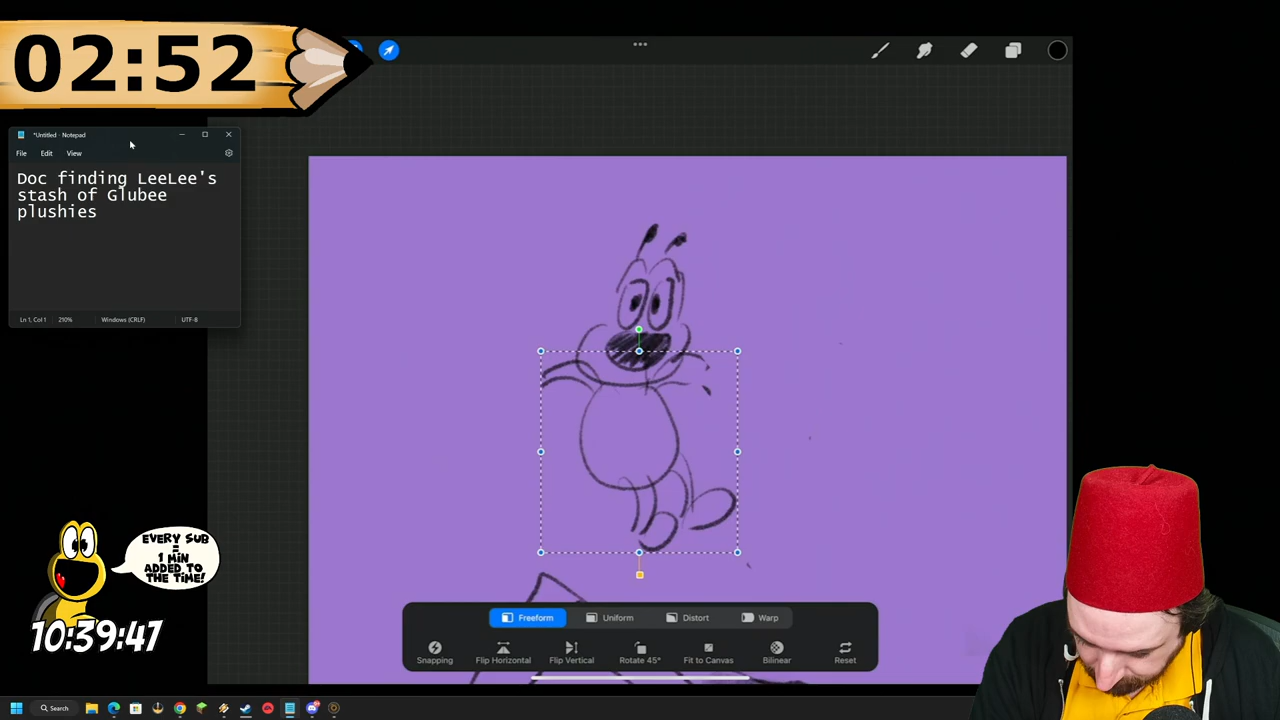 02:52
*Untitled - Notepad
File Edit View
Doc finding LeeLee's
stash of Glubee
plushies
Ln 1, Col 1 210% Windows (CRLF) UTF-8
EVERY SUB
=
1 MIN
ADDED TO
THE TIME!
10:39:47
Freeform Uniform Distort Warp
Snapping Flip Horizontal Flip Vertical Rotate 45° Fit to Canvas Bilinear Reset
Search